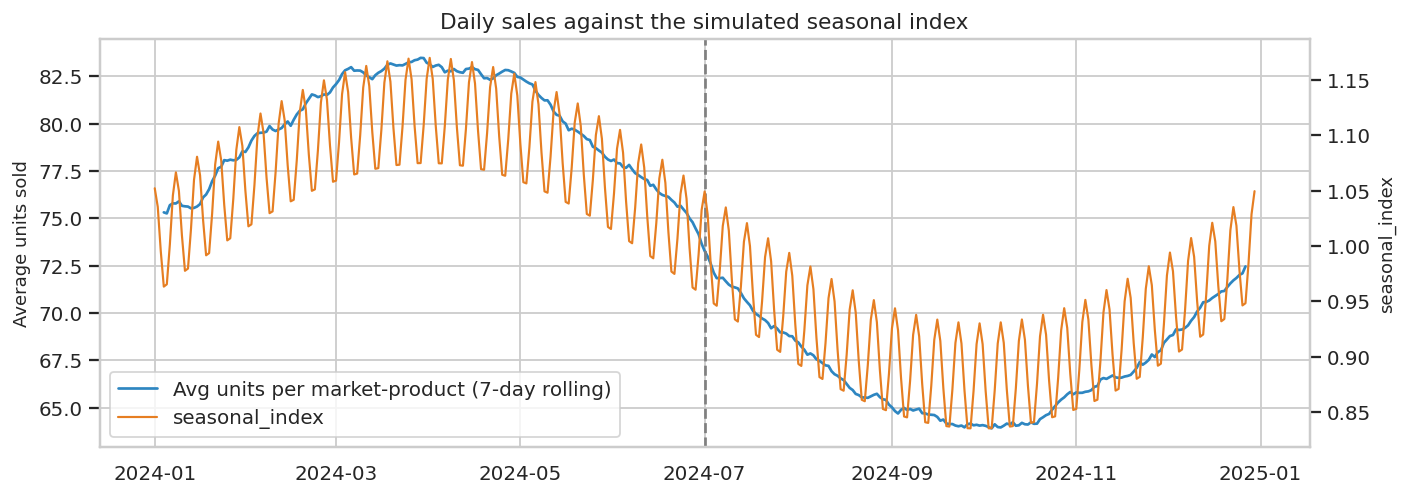 Daily sales against the simulated seasonal index
82.5
80.0
77.5
75.0
72.5
70.0
67.5
65.0
Average units sold
1.15
1.10
1.05
1.00
0.95
0.90
0.85
seasonal_index
Avg units per market-product (7-day rolling)
seasonal_index
2024-01 2024-03 2024-05 2024-07 2024-09 2024-11 2025-01